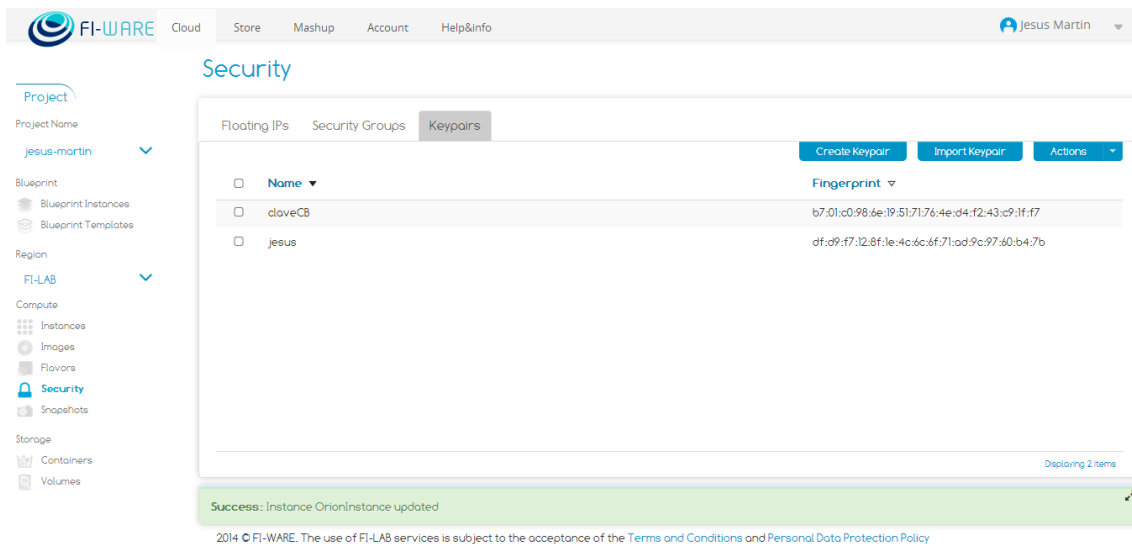 FI-WARE Cloud Store Mashup Account Help&info Jesus Martin
Security
Project
Project Name
jesus-martin
Blueprint
Blueprint Instances
Blueprint Templates
Region
FI-LAB
Compute
Instances
Images
Flavors
Security
Snapshots
Storage
Containers
Volumes
Floating IPs Security Groups Keypairs
Create Keypair Import Keypair Actions
Name Fingerprint
claveCB b7:01:c0:98:6e:19:51:71:76:4e:d4:f2:43:c9:1f:f7
jesus df:d9:f7:12:8f:1e:4c:6c:6f:71:ad:9c:97:60:b4:7b
Displaying 2 items
Success: Instance OrionInstance updated
2014 © FI-WARE. The use of FI-LAB services is subject to the acceptance of the Terms and Conditions and Personal Data Protection Policy